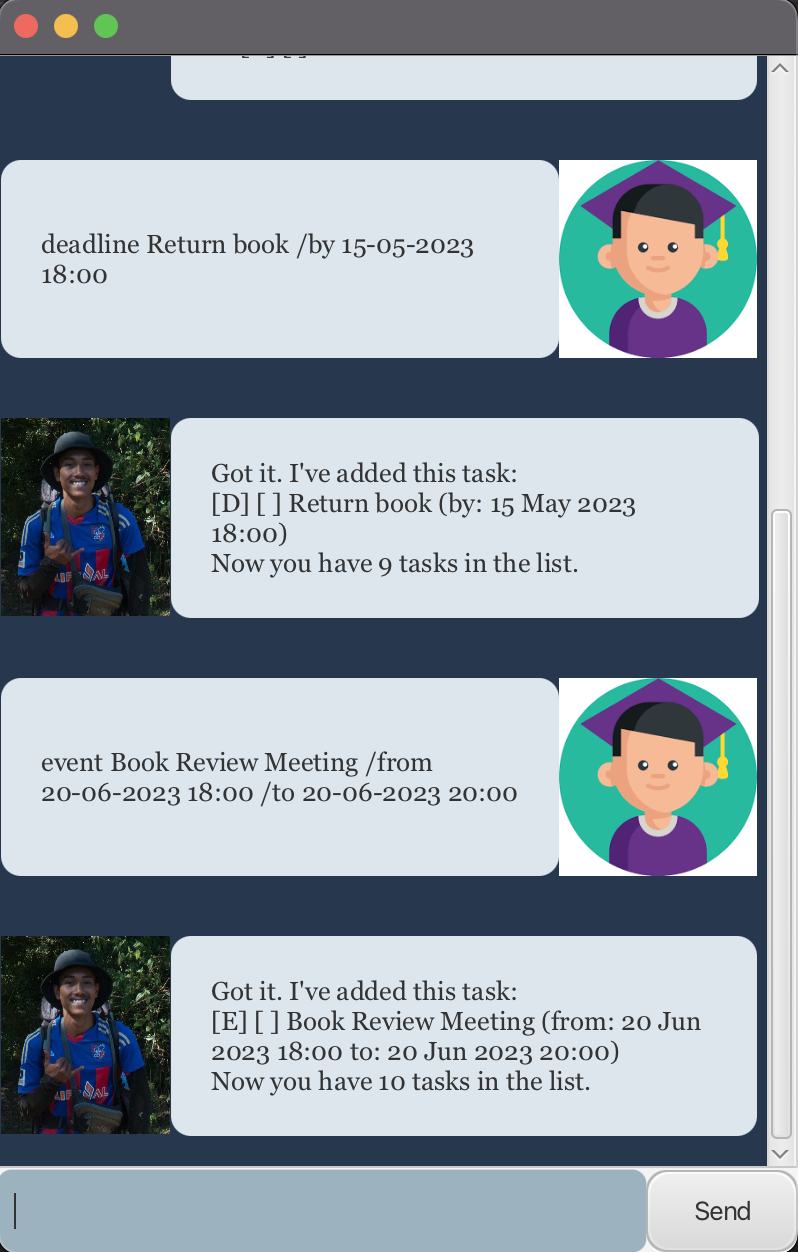 deadline Return book /by 15-05-2023
18:00
Got it. I've added this task:
[D] [ ] Return book (by: 15 May 2023
18:00)
Now you have 9 tasks in the list.
event Book Review Meeting /from
20-06-2023 18:00 /to 20-06-2023 20:00
Got it. I've added this task:
[E] [ ] Book Review Meeting (from: 20 Jun
2023 18:00 to: 20 Jun 2023 20:00)
Now you have 10 tasks in the list.
Send